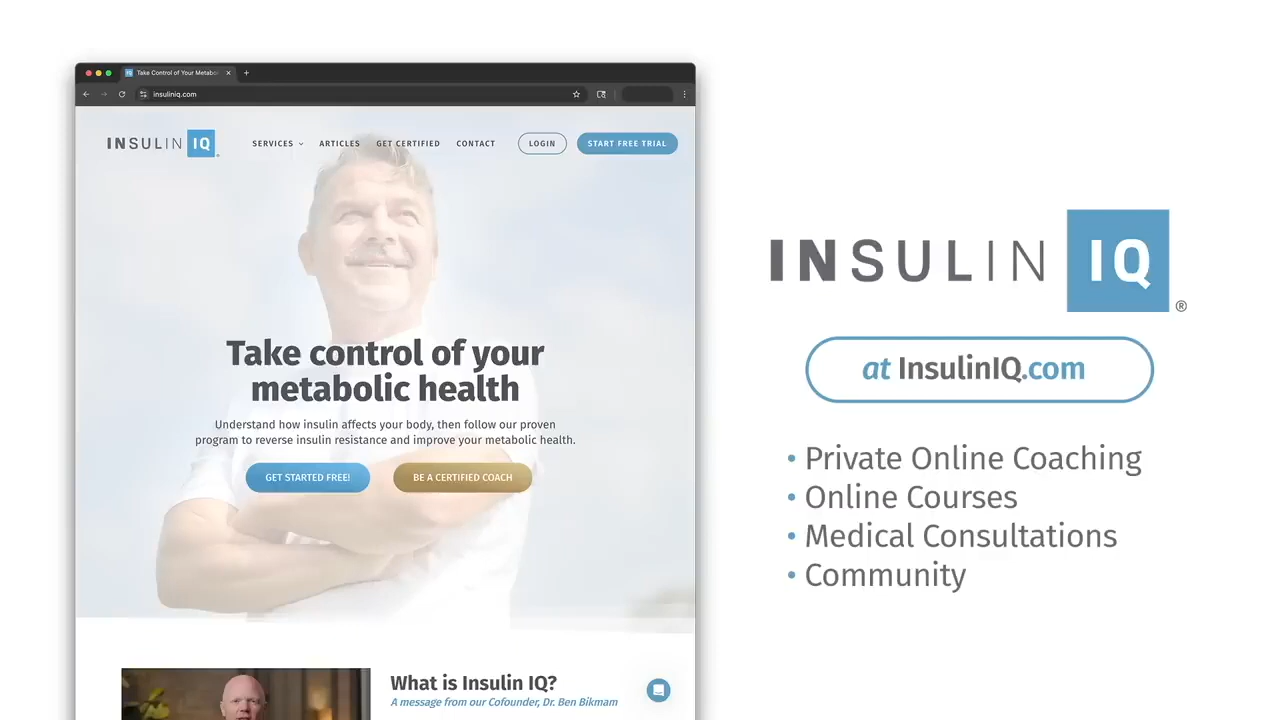 Take Control of Your Metabo
insuliniq.com
INSULIN IQ
SERVICES
ARTICLES
GET CERTIFIED
CONTACT
LOGIN
START FREE TRIAL
Take control of your
metabolic health
Understand how insulin affects your body, then follow our proven
program to reverse insulin resistance and improve your metabolic health.
GET STARTED FREE!
BE A CERTIFIED COACH
What is Insulin IQ?
A message from our Cofounder, Dr. Ben Bikmam
INSULIN IQ ®
at InsulinIQ.com
• Private Online Coaching
• Online Courses
• Medical Consultations
• Community